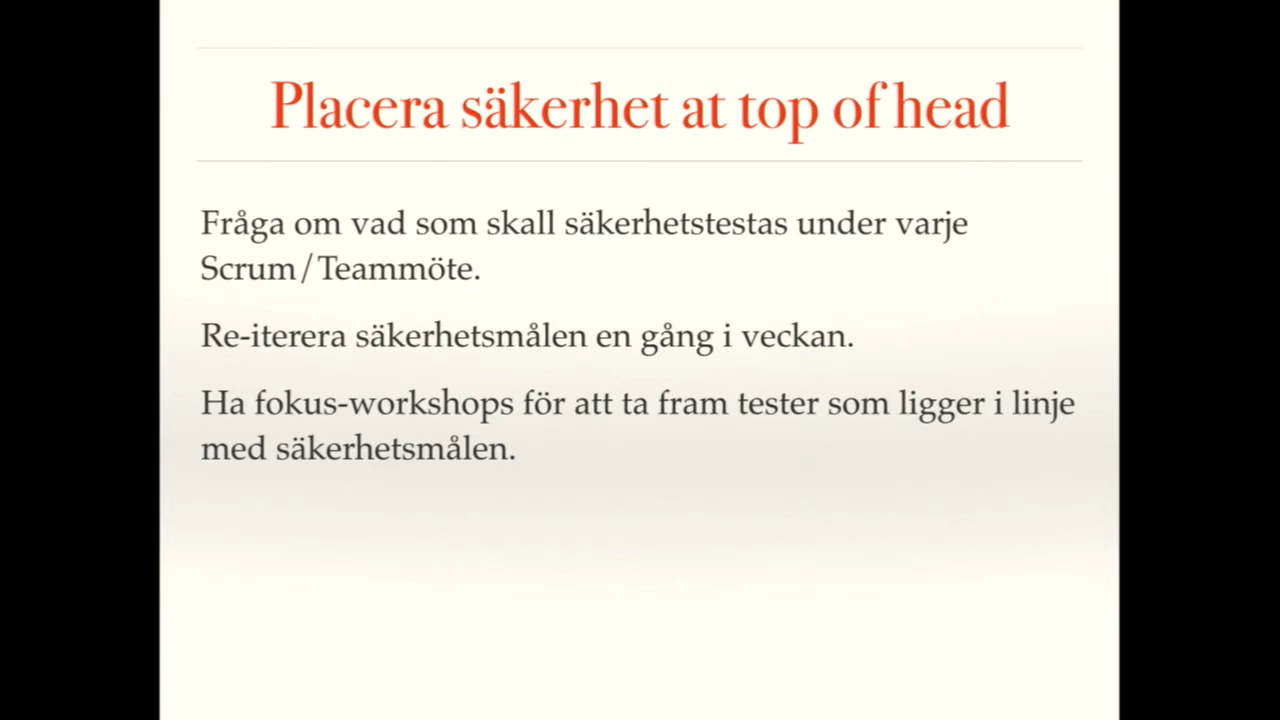 Placera säkerhet at top of head
Fråga om vad som skall säkerhetstestas under varje
Scrum/Teammöte.
Re-iterera säkerhetsmålen en gång i veckan.
Ha fokus-workshops för att ta fram tester som ligger i linje
med säkerhetsmålen.